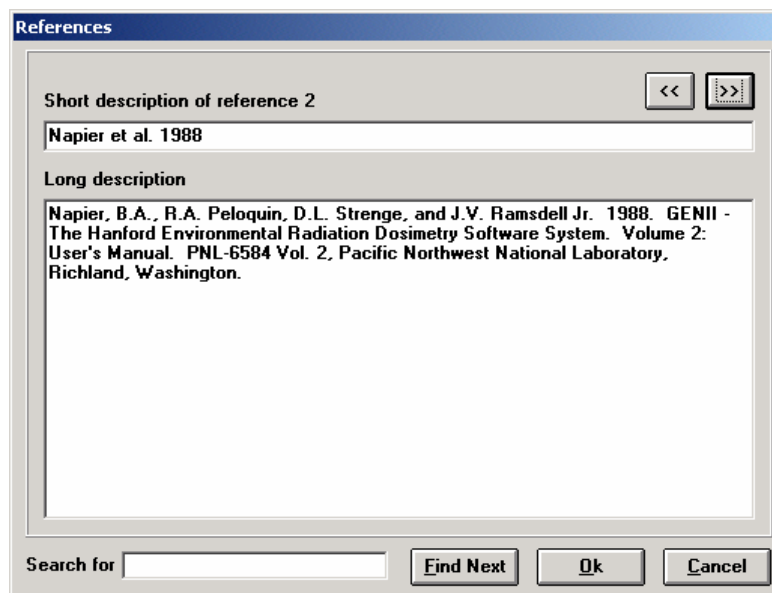 References
Short description of reference 2
<< >>
Napier et al. 1988
Long description
Napier, B.A., R.A. Peloquin, D.L. Strenge, and J.V. Ramsdell Jr.  1988.  GENII -
The Hanford Environmental Radiation Dosimetry Software System.  Volume 2:
User's Manual.  PNL-6584 Vol. 2, Pacific Northwest National Laboratory,
Richland, Washington.
Search for Find Next Ok Cancel